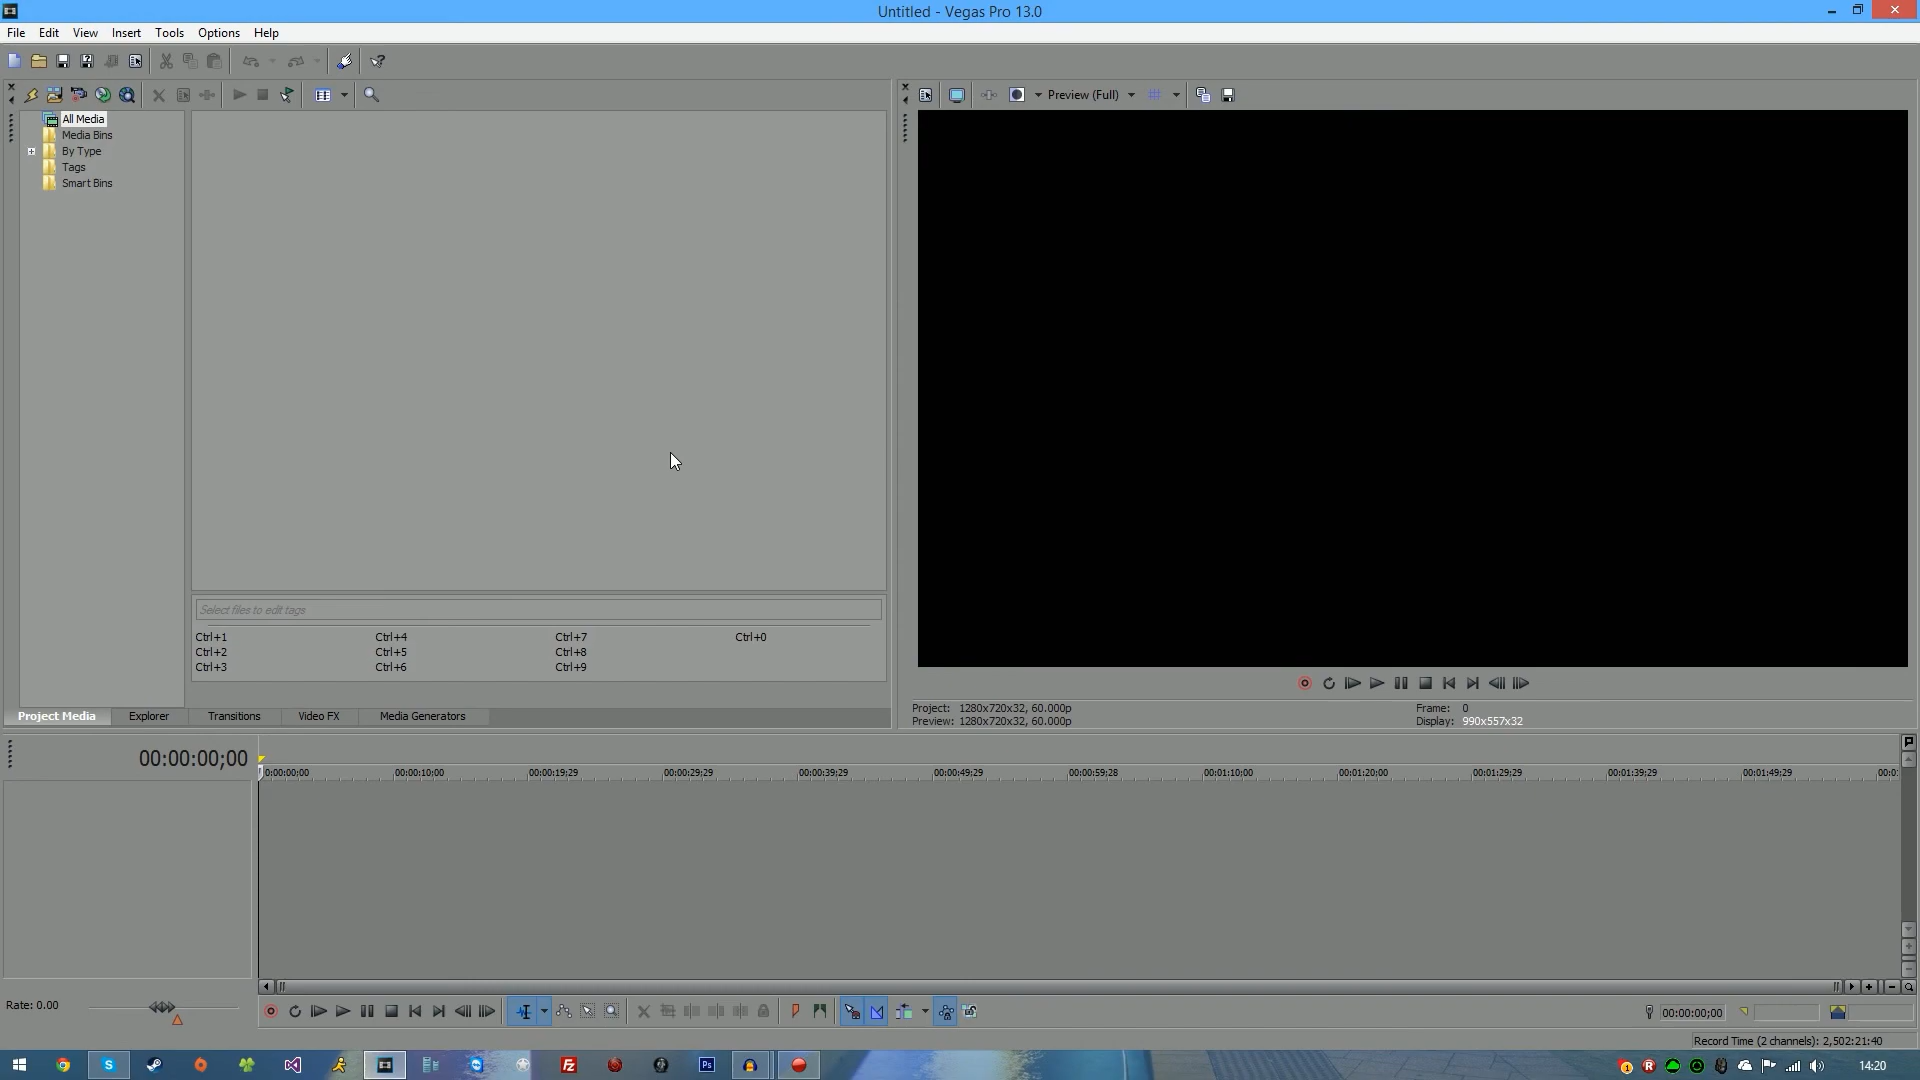 Untitled - Vegas Pro 13.0
File Edit View Insert Tools Options Help
Preview (Full)
All Media
Media Bins
By Type
Tags
Smart Bins
Select files to edit tags
Ctrl+1 Ctrl+4 Ctrl+7 Ctrl+0
Ctrl+2 Ctrl+5 Ctrl+8
Ctrl+3 Ctrl+6 Ctrl+9
Project Media Explorer Transitions Video FX Media Generators
Project: 1280x720x32, 60.000p Frame: 0
Preview: 1280x720x32, 60.000p Display: 990x557x32
00:00:00;00
0:00:00;00 00:00:10;00 00:00:19;29 00:00:29;29 00:00:39;29 00:00:49;29 00:00:59;28 00:01:10;00 00:01:20;00 00:01:29;29 00:01:39;29 00:01:49;29 00:0
Rate: 0.00
00:00:00;00
Record Time (2 channels): 2,502:21:40
14:20